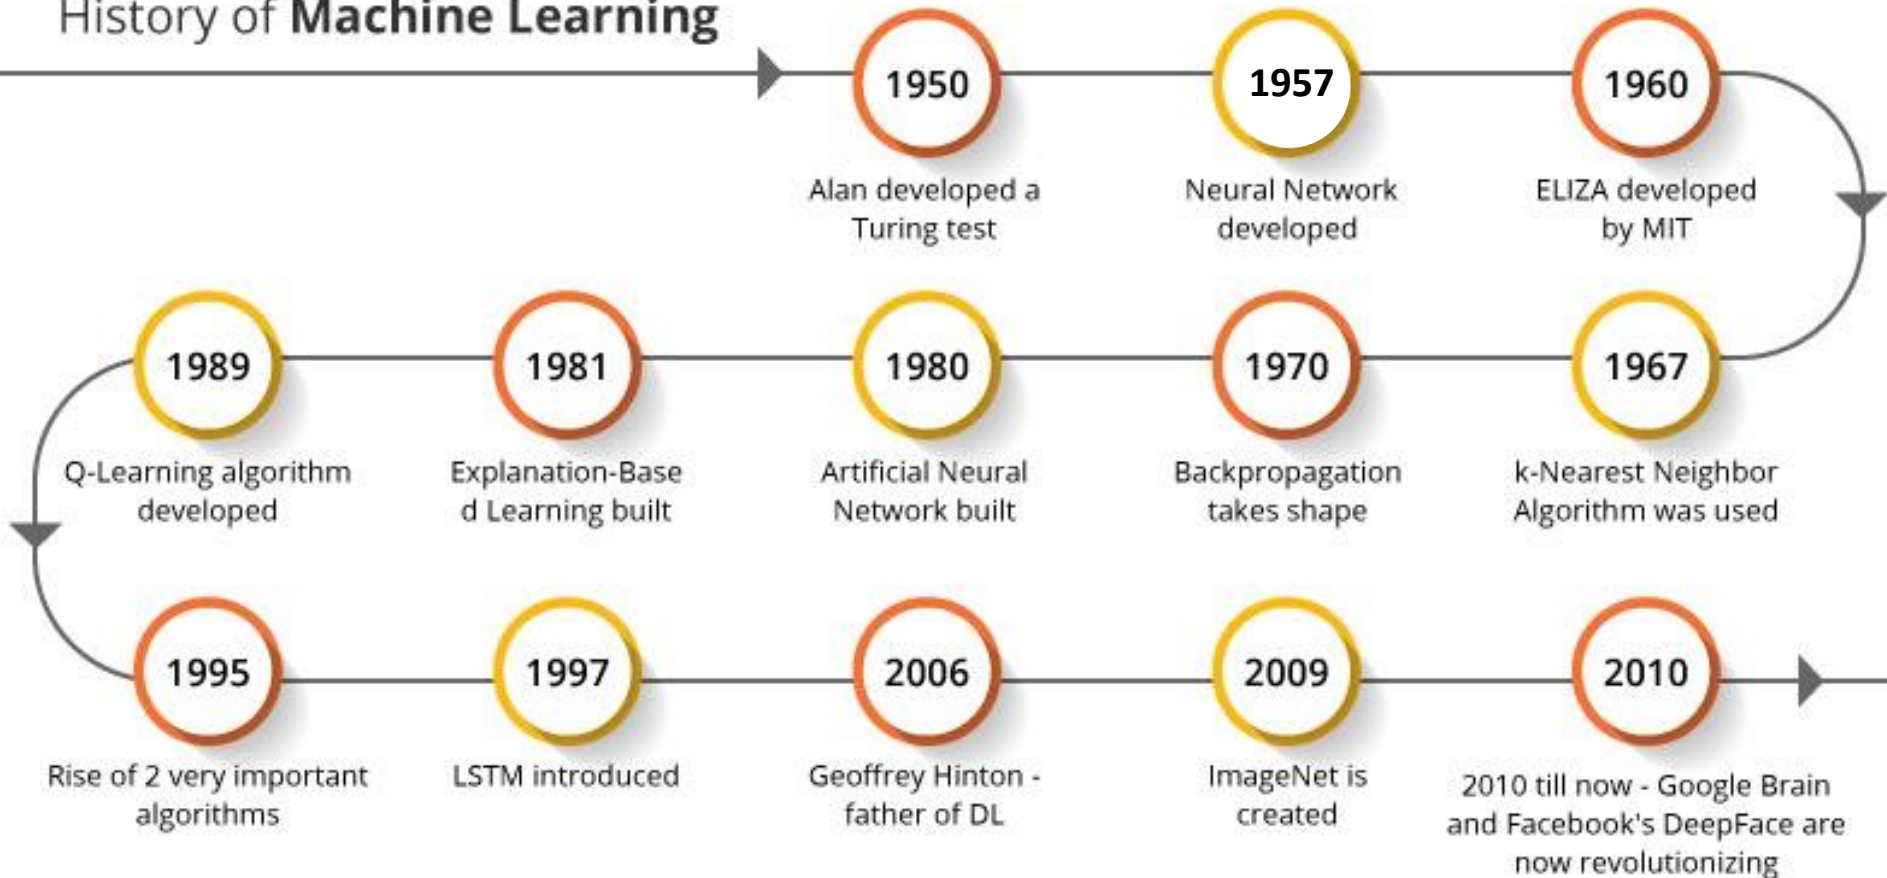 History of Machine Learning
1950
Alan developed a
Turing test
1957
Neural Network
developed
1960
ELIZA developed
by MIT
1967
k-Nearest Neighbor
Algorithm was used
1970
Backpropagation
takes shape
1980
Artificial Neural
Network built
1981
Explanation-Base
d Learning built
1989
Q-Learning algorithm
developed
1995
Rise of 2 very important
algorithms
1997
LSTM introduced
2006
Geoffrey Hinton -
father of DL
2009
ImageNet is
created
2010
2010 till now - Google Brain
and Facebook's DeepFace are
now revolutionizing